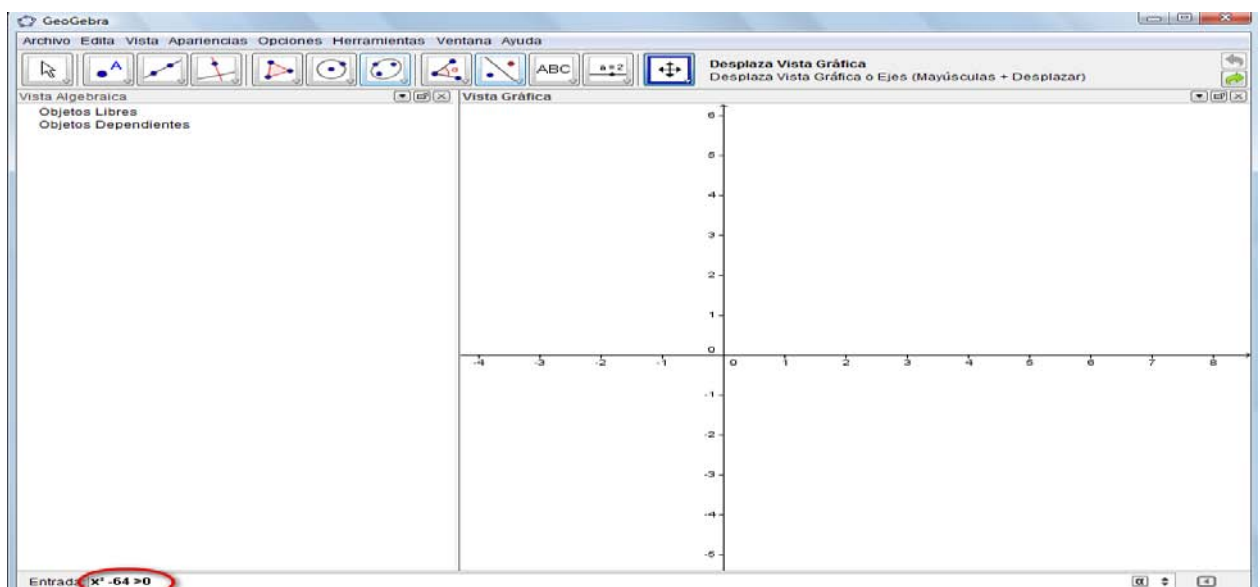 GeoGebra
Archivo Edita Vista Apariencias Opciones Herramientas Ventana Ayuda
A ABC a=2 Desplaza Vista Gráfica
Desplaza Vista Gráfica o Ejes (Mayúsculas + Desplazar)
Vista Algebraica Vista Gráfica
Objetos Libres
Objetos Dependientes
6
5
4
3
2
1
0
-4 -3 -2 -1 0 1 2 3 4 5 6 7 8
-1
-2
-3
-4
-5
Entrada: x² -64 >0 α